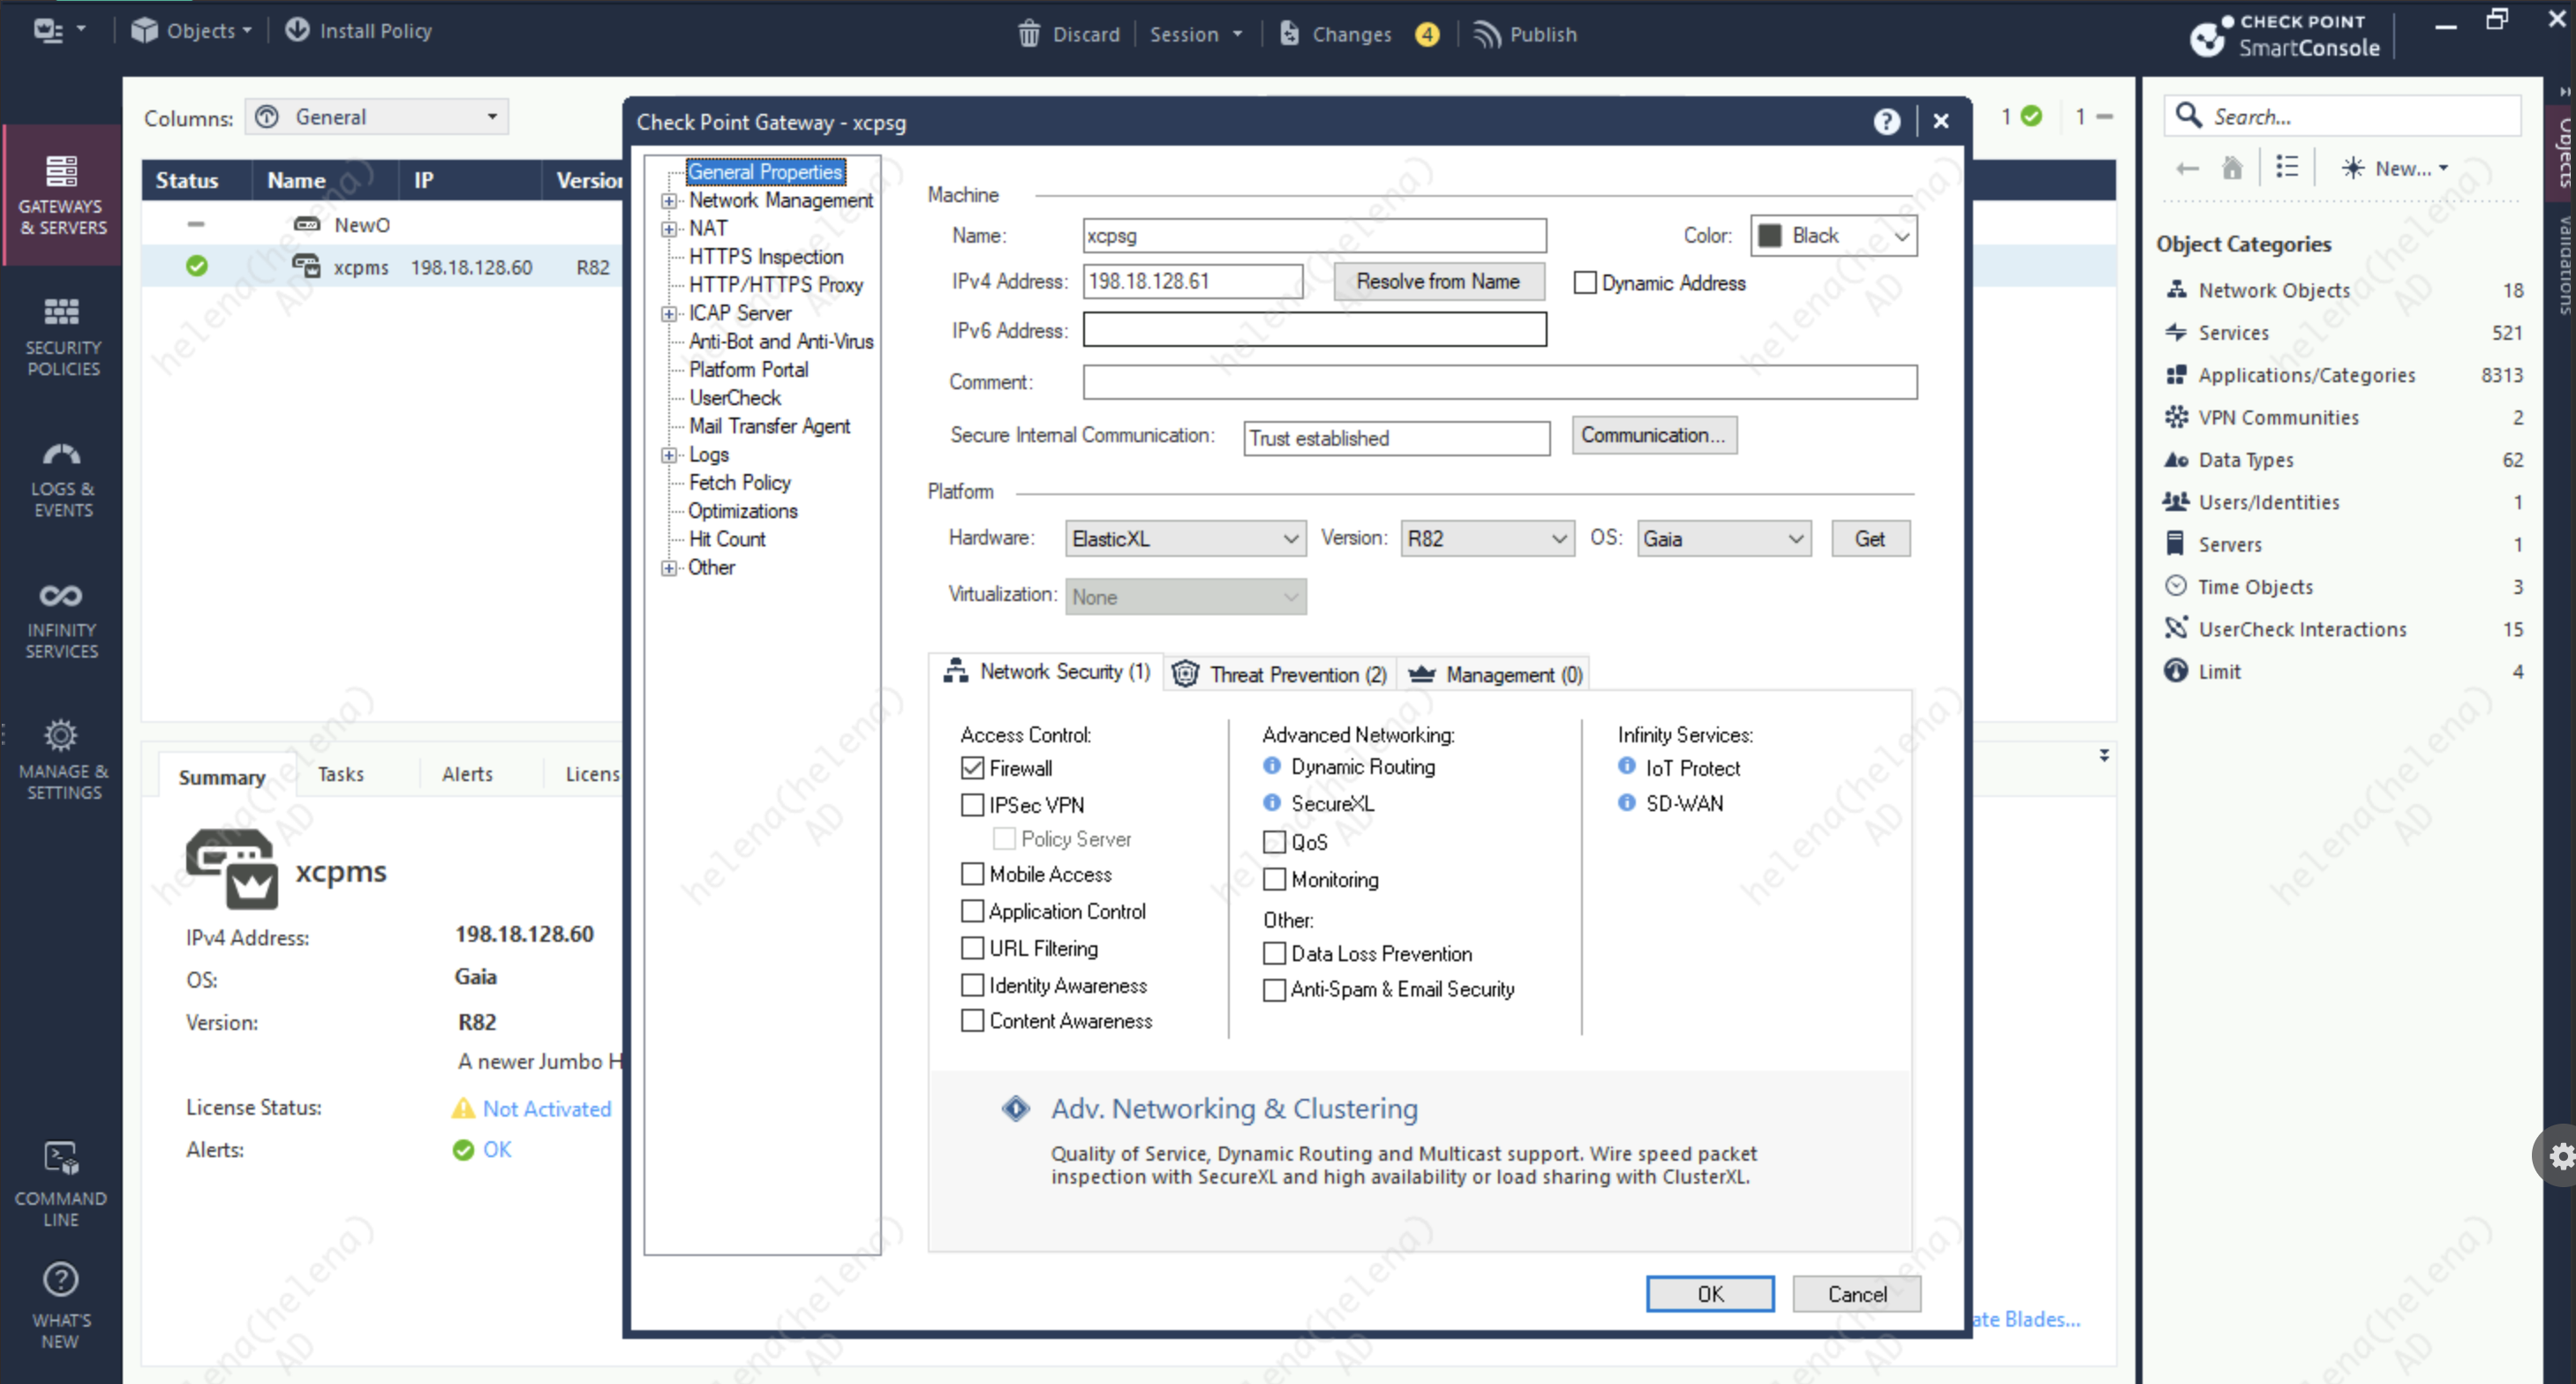 Objects
Install Policy
Discard
Session
Changes
4
Publish
CHECK POINT
SmartConsole
GATEWAYS
& SERVERS
SECURITY
POLICIES
LOGS &
EVENTS
INFINITY
SERVICES
MANAGE &
SETTINGS
COMMAND
LINE
WHAT'S
NEW
Columns:
General
1
1
Status Name IP Version
NewO
xcpms 198.18.128.60 R82
Summary Tasks Alerts Licens
xcpms
IPv4 Address: 198.18.128.60
OS: Gaia
Version: R82
A newer Jumbo H
License Status: Not Activated
Alerts: OK
ate Blades...
Check Point Gateway - xcpsg
General Properties
Network Management
NAT
HTTPS Inspection
HTTP/HTTPS Proxy
ICAP Server
Anti-Bot and Anti-Virus
Platform Portal
UserCheck
Mail Transfer Agent
Logs
Fetch Policy
Optimizations
Hit Count
Other
Machine
Name: xcpsg Color: Black
IPv4 Address: 198.18.128.61 Resolve from Name Dynamic Address
IPv6 Address:
Comment:
Secure Internal Communication: Trust established Communication...
Platform
Hardware: ElasticXL Version: R82 OS: Gaia Get
Virtualization: None
Network Security (1) Threat Prevention (2) Management (0)
Access Control:
Firewall
IPSec VPN
Policy Server
Mobile Access
Application Control
URL Filtering
Identity Awareness
Content Awareness
Advanced Networking:
Dynamic Routing
SecureXL
QoS
Monitoring
Other:
Data Loss Prevention
Anti-Spam & Email Security
Infinity Services:
IoT Protect
SD-WAN
Adv. Networking & Clustering
Quality of Service, Dynamic Routing and Multicast support. Wire speed packet
inspection with SecureXL and high availability or load sharing with ClusterXL.
OK Cancel
Search...
New...
Object Categories
Network Objects 18
Services 521
Applications/Categories 8313
VPN Communities 2
Data Types 62
Users/Identities 1
Servers 1
Time Objects 3
UserCheck Interactions 15
Limit 4
Objects
Validations
helena(helena)
AD